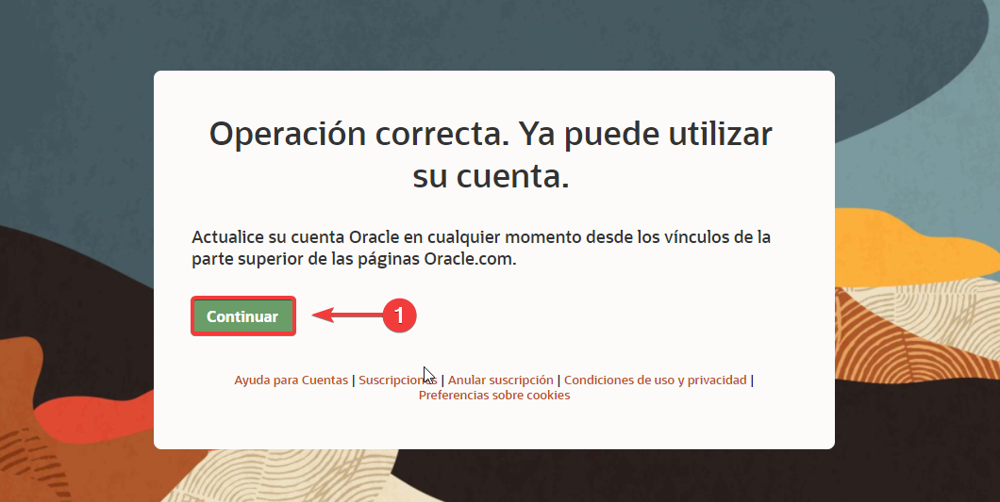 Operación correcta. Ya puede utilizar
su cuenta.
Actualice su cuenta Oracle en cualquier momento desde los vínculos de la
parte superior de las páginas Oracle.com.
Continuar 1
Ayuda para Cuentas | Suscripciones | Anular suscripción | Condiciones de uso y privacidad |
Preferencias sobre cookies